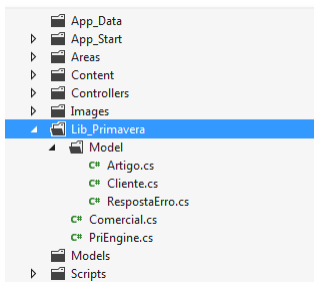 App_Data
App_Start
Areas
Content
Controllers
Images
Lib_Primavera
Model
C# Artigo.cs
C# Cliente.cs
C# RespostaErro.cs
C# Comercial.cs
C# PriEngine.cs
Models
Scripts